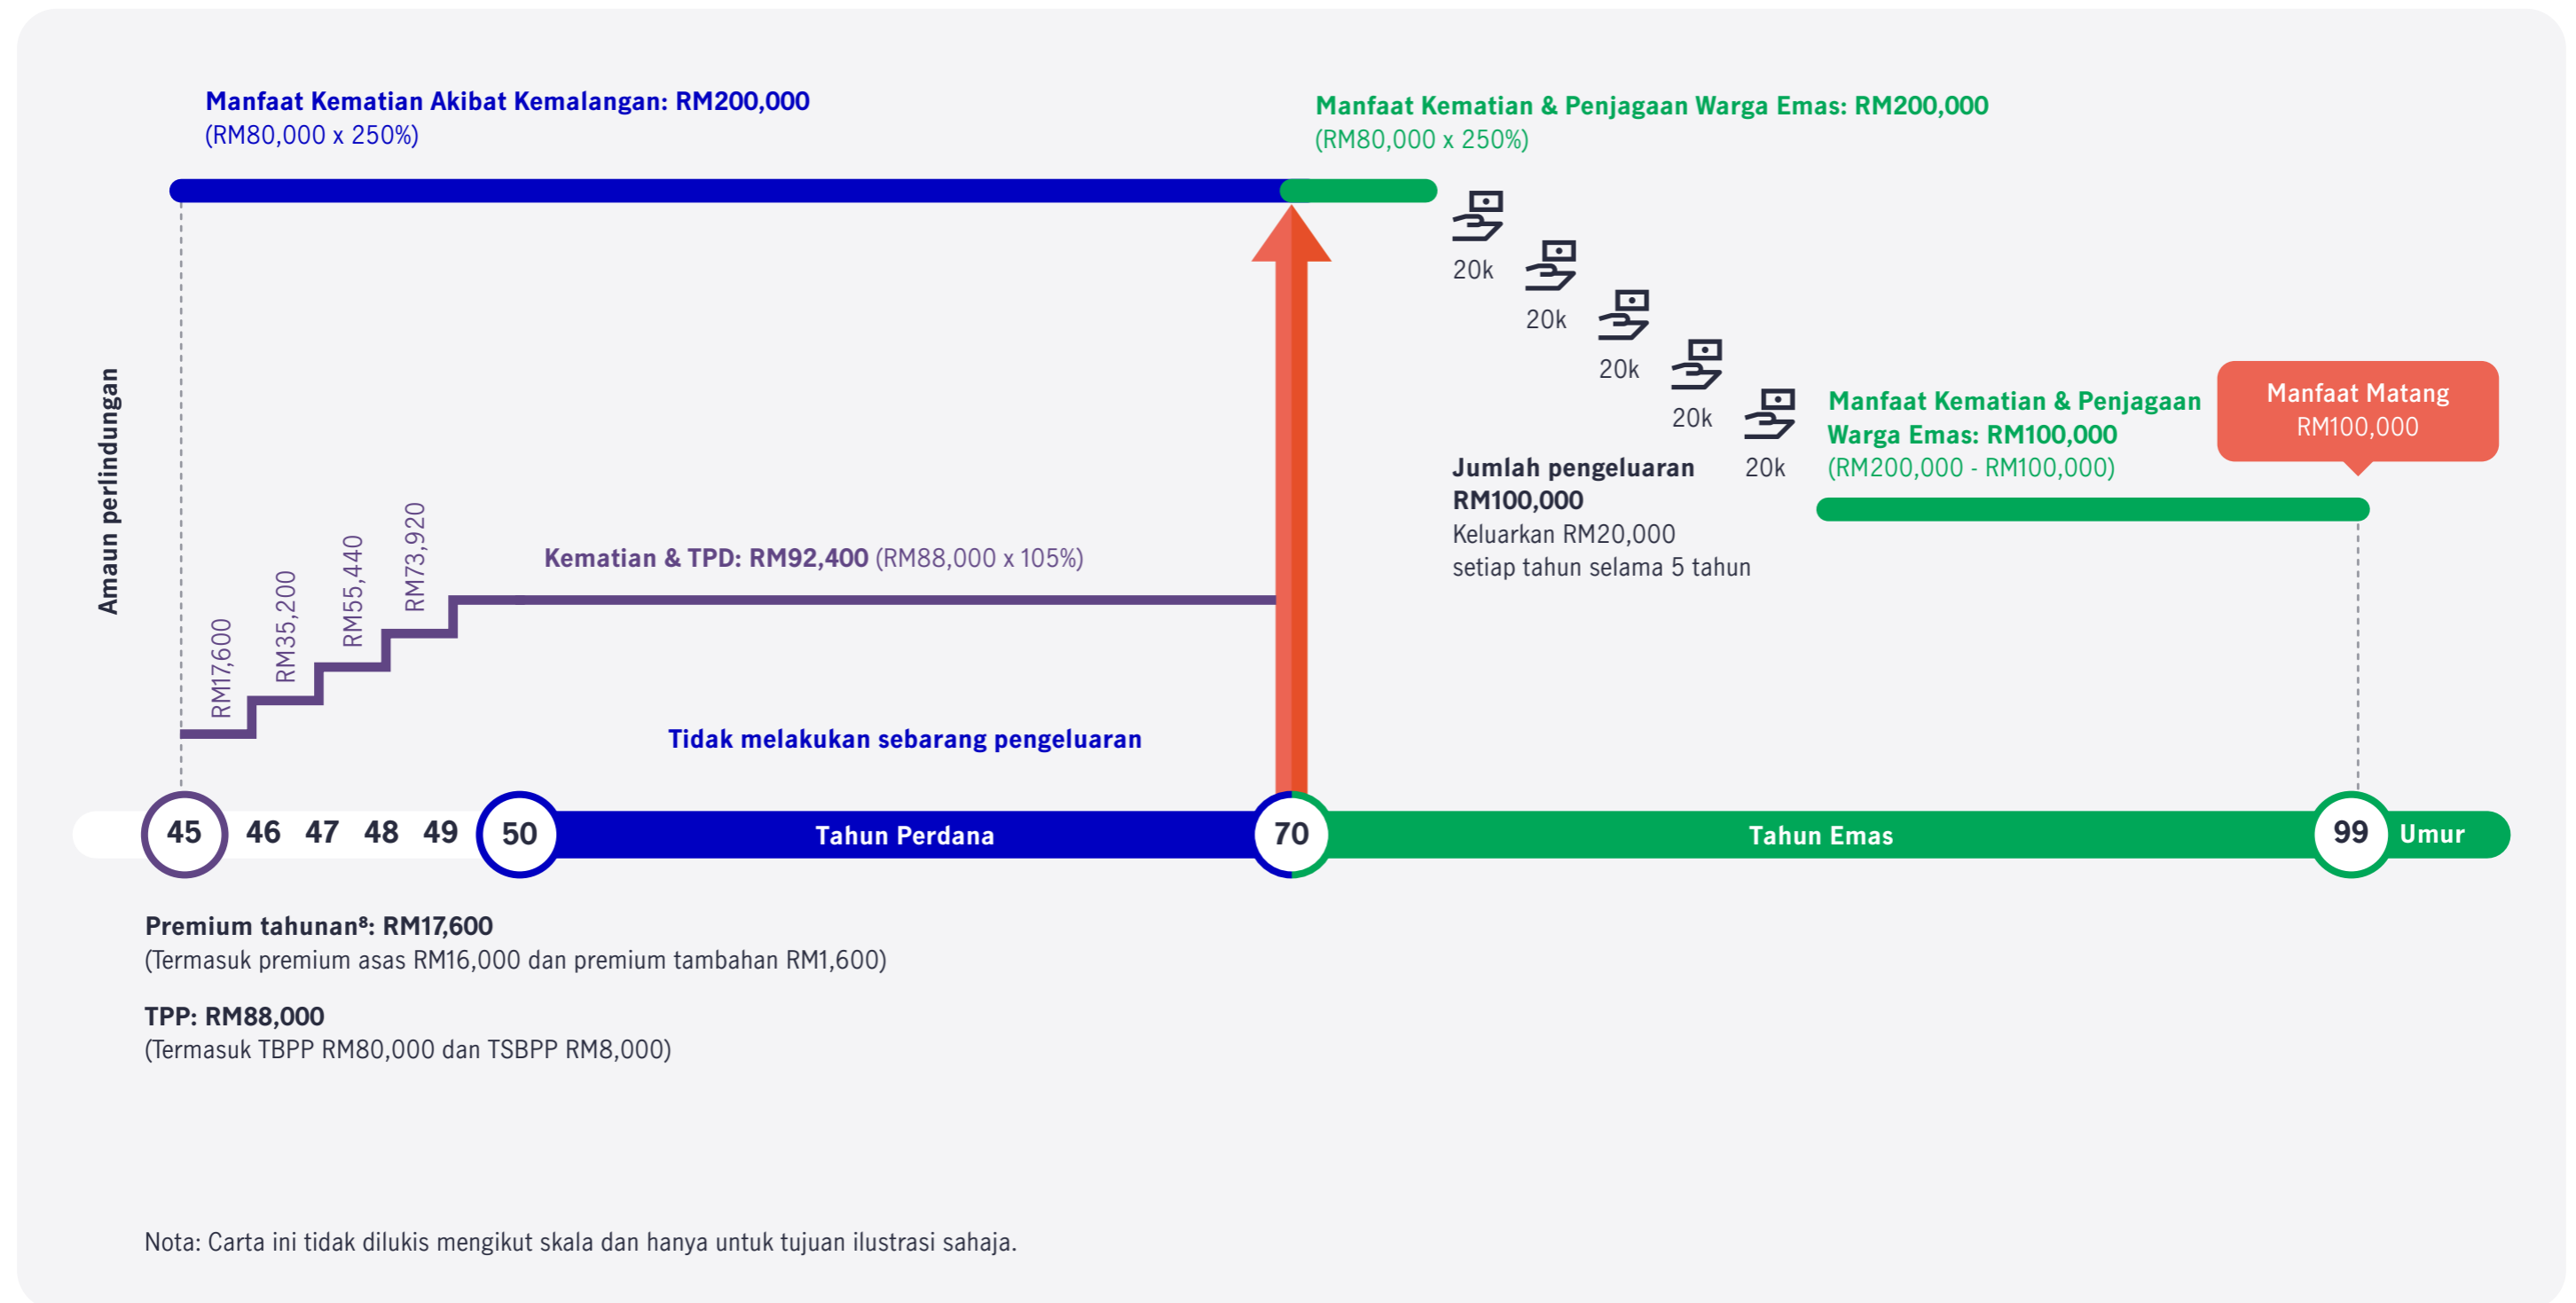 Manfaat Kematian Akibat Kemalangan: RM200,000
(RM80,000 x 250%)
Manfaat Kematian & Penjagaan Warga Emas: RM200,000
(RM80,000 x 250%)
20k
20k
20k
20k
20k
Jumlah pengeluaran
RM100,000
Keluarkan RM20,000
setiap tahun selama 5 tahun
Manfaat Kematian & Penjagaan
Warga Emas: RM100,000
(RM200,000 - RM100,000)
Manfaat Matang
RM100,000
Amaun perlindungan
RM17,600
RM35,200
RM55,440
RM73,920
Kematian & TPD: RM92,400 (RM88,000 x 105%)
Tidak melakukan sebarang pengeluaran
45 46 47 48 49 50 Tahun Perdana 70 Tahun Emas 99 Umur
Premium tahunan⁸: RM17,600
(Termasuk premium asas RM16,000 dan premium tambahan RM1,600)
TPP: RM88,000
(Termasuk TBPP RM80,000 dan TSBPP RM8,000)
Nota: Carta ini tidak dilukis mengikut skala dan hanya untuk tujuan ilustrasi sahaja.